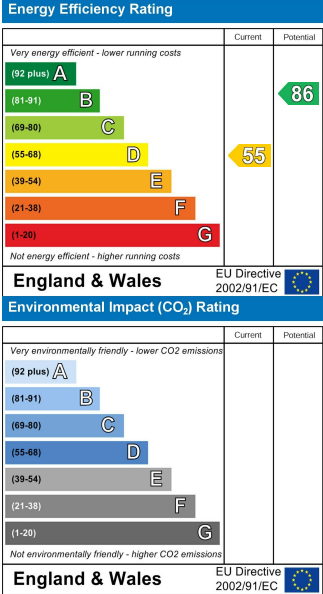 Energy Efficiency Rating
Current Potential
Very energy efficient - lower running costs
(92 plus) A
(81-91) B
86
(69-80) C
(55-68) D
55
(39-54) E
(21-38) F
(1-20) G
Not energy efficient - higher running costs
England & Wales
EU Directive
2002/91/EC
Environmental Impact (CO₂) Rating
Current Potential
Very environmentally friendly - lower CO2 emissions
(92 plus) A
(81-91) B
(69-80) C
(55-68) D
(39-54) E
(21-38) F
(1-20) G
Not environmentally friendly - higher CO2 emissions
England & Wales
EU Directive
2002/91/EC